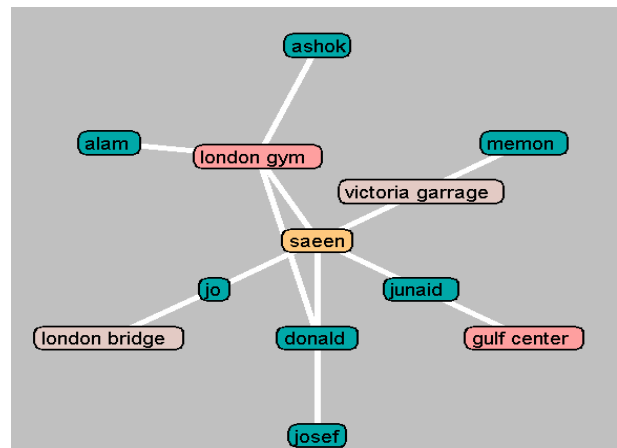 ashok
alam
london gym
memon
victoria garrage
saeen
jo
junaid
london bridge
donald
gulf center
josef